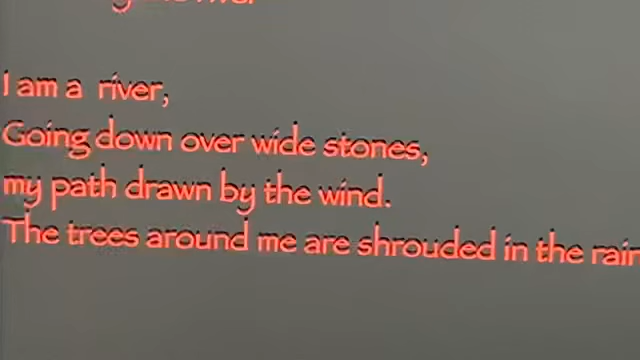 I am a river,
Going down over wide stones,
my path drawn by the wind.
The trees around me are shrouded in the rain